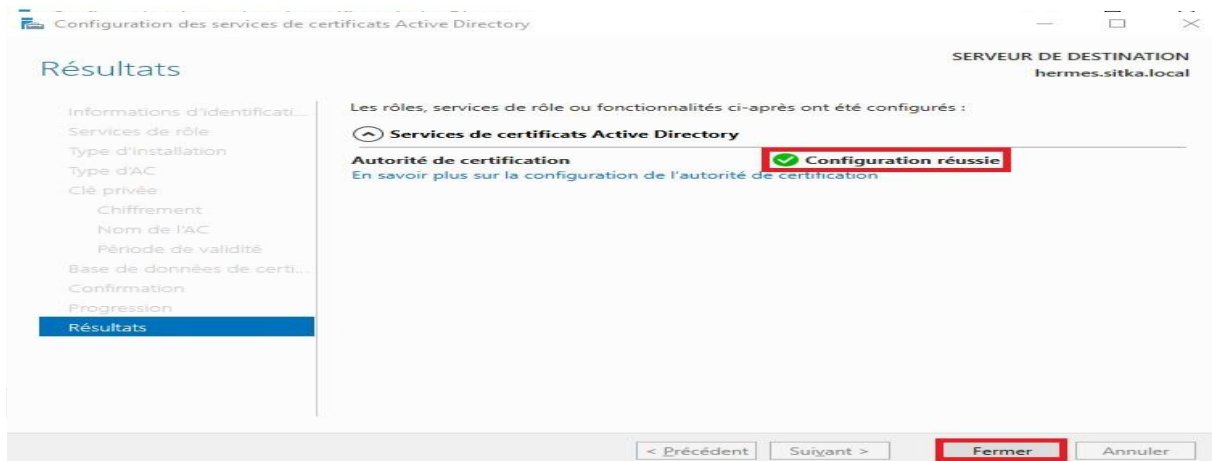 Configuration des services de certificats Active Directory
Résultats
SERVEUR DE DESTINATION
hermes.sitka.local
Informations d'identificati...
Services de rôle
Type d'installation
Type d'AC
Clé privée
Chiffrement
Nom de l'AC
Période de validité
Base de données de certi...
Confirmation
Progression
Résultats
Les rôles, services de rôle ou fonctionnalités ci-après ont été configurés :
Services de certificats Active Directory
Autorité de certification Configuration réussie
En savoir plus sur la configuration de l'autorité de certification
< Précédent Suivant > Fermer Annuler